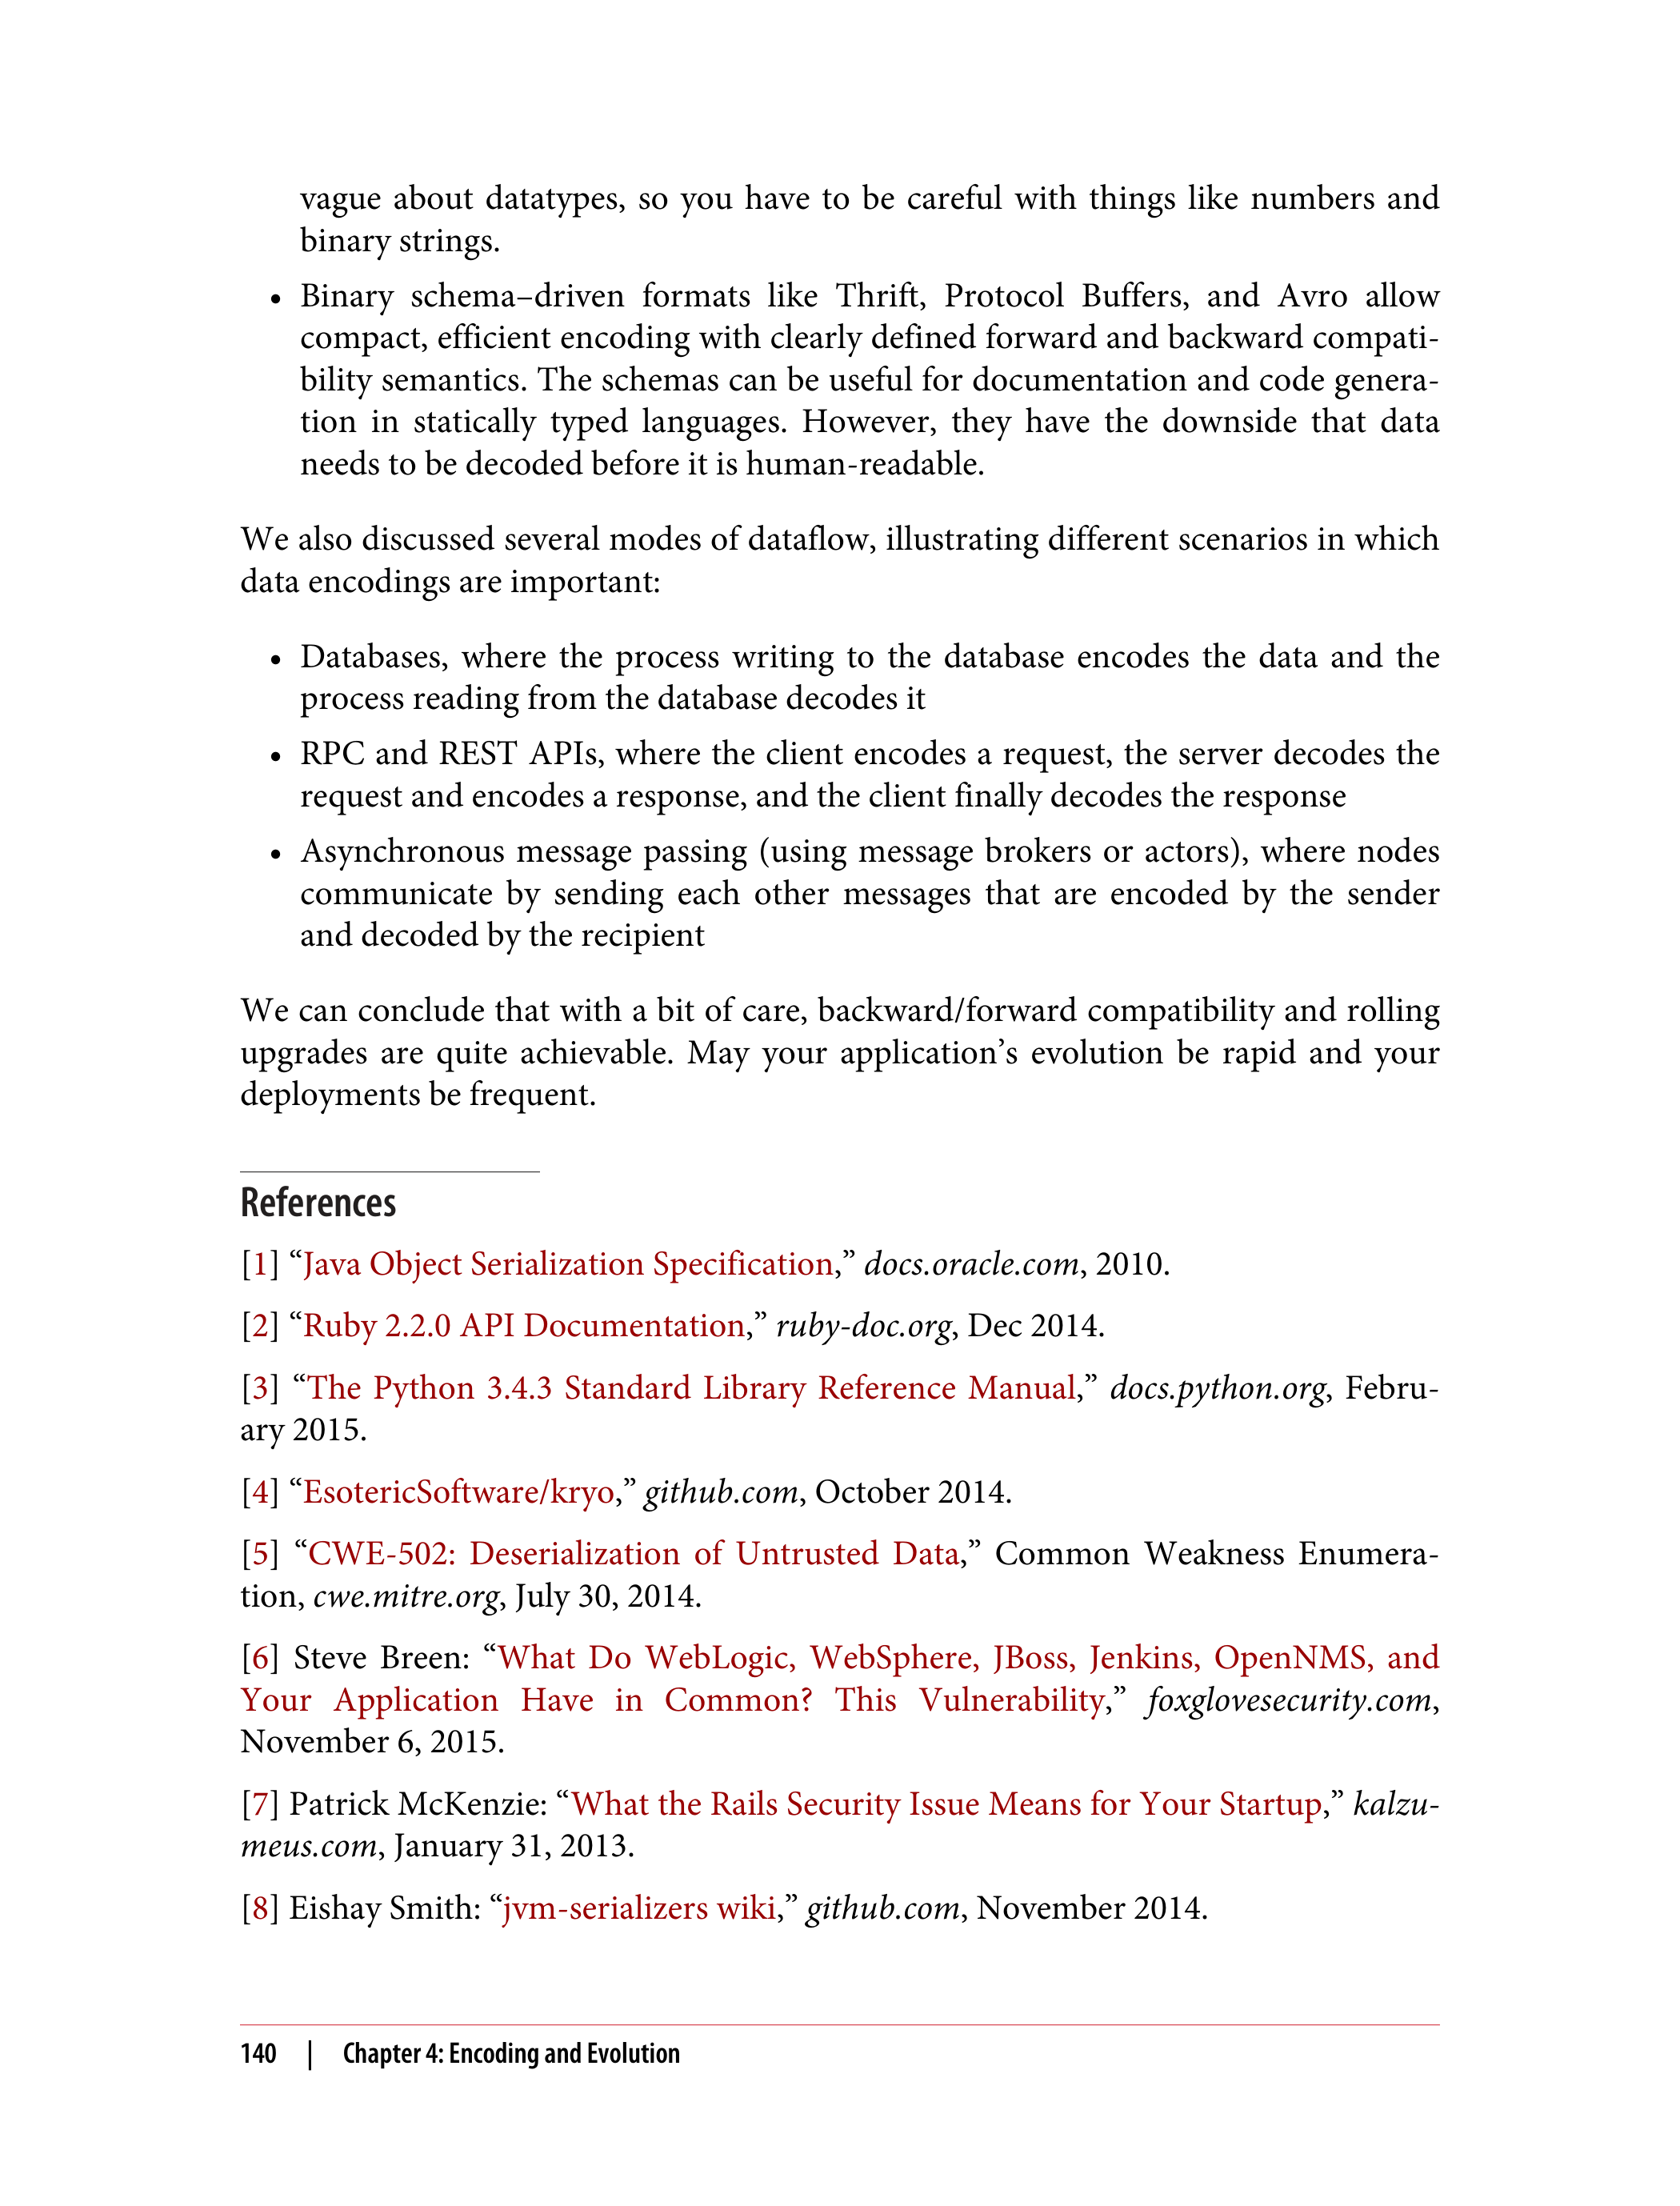 vague about datatypes, so you have to be careful with things like numbers and
binary strings.
• Binary schema–driven formats like Thrift, Protocol Buffers, and Avro allow
compact, efficient encoding with clearly defined forward and backward compati-
bility semantics. The schemas can be useful for documentation and code genera-
tion in statically typed languages. However, they have the downside that data
needs to be decoded before it is human-readable.
We also discussed several modes of dataflow, illustrating different scenarios in which
data encodings are important:
• Databases, where the process writing to the database encodes the data and the
process reading from the database decodes it
• RPC and REST APIs, where the client encodes a request, the server decodes the
request and encodes a response, and the client finally decodes the response
• Asynchronous message passing (using message brokers or actors), where nodes
communicate by sending each other messages that are encoded by the sender
and decoded by the recipient
We can conclude that with a bit of care, backward/forward compatibility and rolling
upgrades are quite achievable. May your application’s evolution be rapid and your
deployments be frequent.
References
[1] “Java Object Serialization Specification,” docs.oracle.com, 2010.
[2] “Ruby 2.2.0 API Documentation,” ruby-doc.org, Dec 2014.
[3] “The Python 3.4.3 Standard Library Reference Manual,” docs.python.org, Febru-
ary 2015.
[4] “EsotericSoftware/kryo,” github.com, October 2014.
[5] “CWE-502: Deserialization of Untrusted Data,” Common Weakness Enumera-
tion, cwe.mitre.org, July 30, 2014.
[6] Steve Breen: “What Do WebLogic, WebSphere, JBoss, Jenkins, OpenNMS, and
Your Application Have in Common? This Vulnerability,” foxglovesecurity.com,
November 6, 2015.
[7] Patrick McKenzie: “What the Rails Security Issue Means for Your Startup,” kalzu-
meus.com, January 31, 2013.
[8] Eishay Smith: “jvm-serializers wiki,” github.com, November 2014.
140 | Chapter 4: Encoding and Evolution